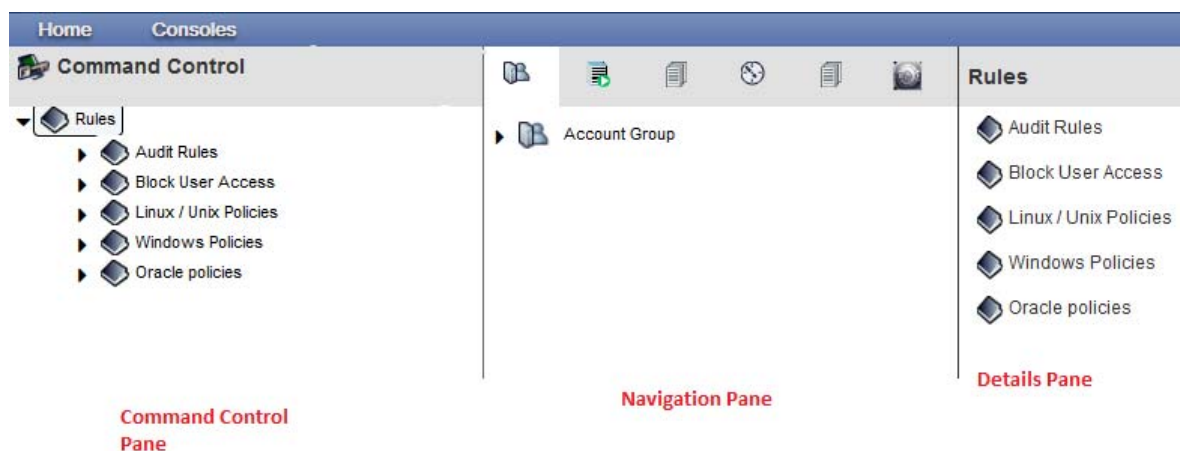 Home Consoles
Command Control
Rules
Audit Rules
Block User Access
Linux / Unix Policies
Windows Policies
Oracle policies
Command Control
Pane
Account Group
Navigation Pane
Rules
Audit Rules
Block User Access
Linux / Unix Policies
Windows Policies
Oracle policies
Details Pane